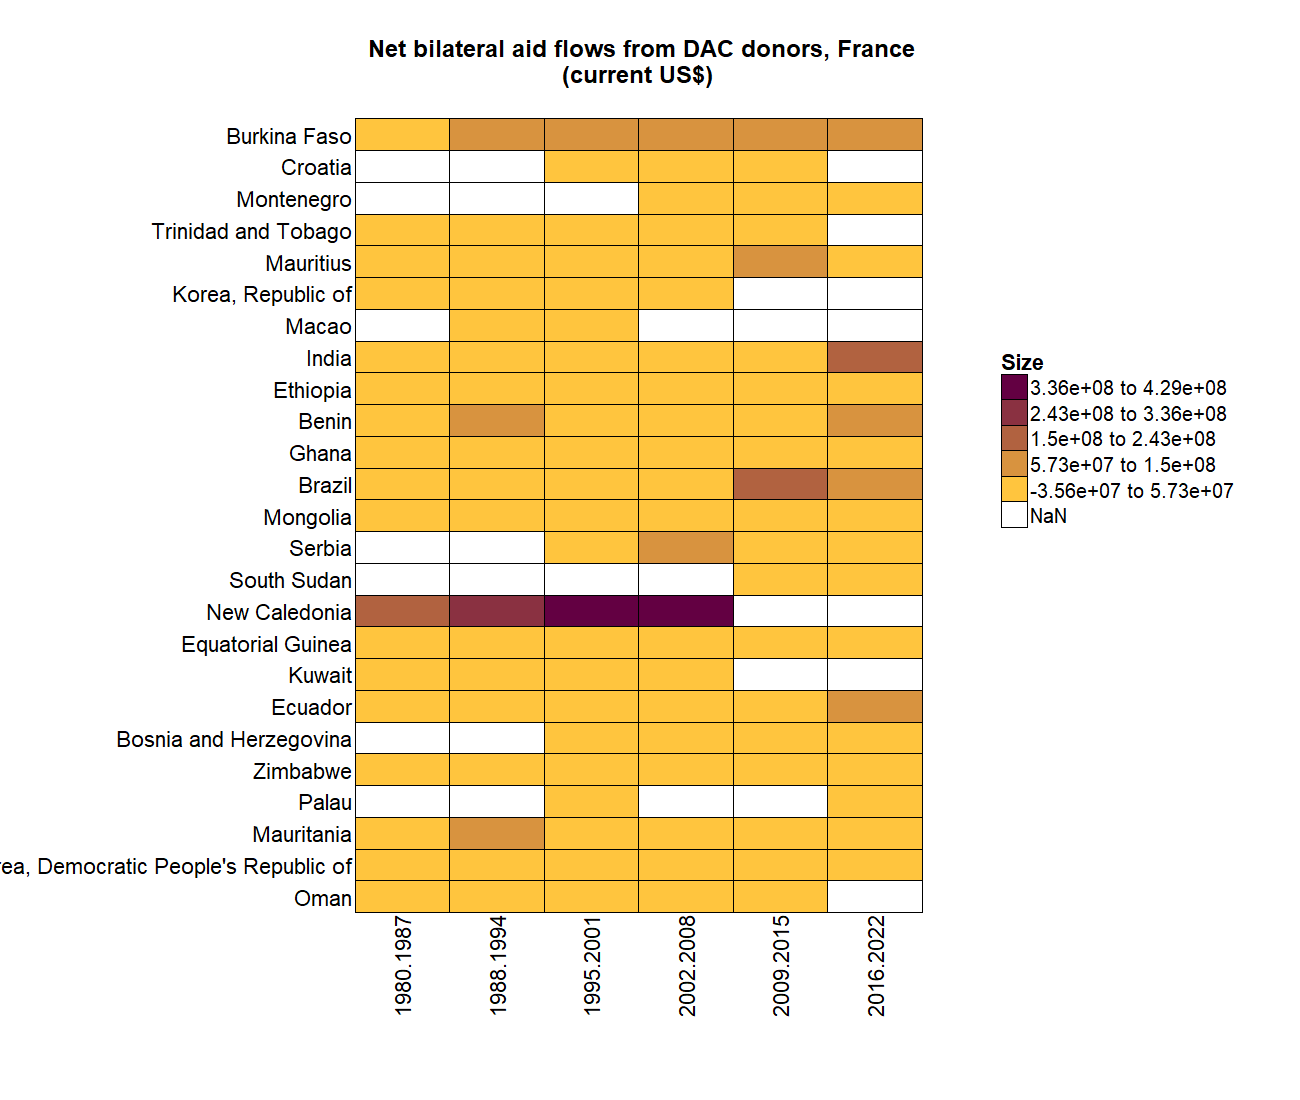 Net bilateral aid flows from DAC donors, France
(current US$)
Burkina Faso
Croatia
Montenegro
Trinidad and Tobago
Mauritius
Korea, Republic of
Macao
India
Ethiopia
Benin
Ghana
Brazil
Mongolia
Serbia
South Sudan
New Caledonia
Equatorial Guinea
Kuwait
Ecuador
Bosnia and Herzegovina
Zimbabwe
Palau
Mauritania
rea, Democratic People's Republic of
Oman
1980.1987
1988.1994
1995.2001
2002.2008
2009.2015
2016.2022
Size
3.36e+08 to 4.29e+08
2.43e+08 to 3.36e+08
1.5e+08 to 2.43e+08
5.73e+07 to 1.5e+08
-3.56e+07 to 5.73e+07
NaN